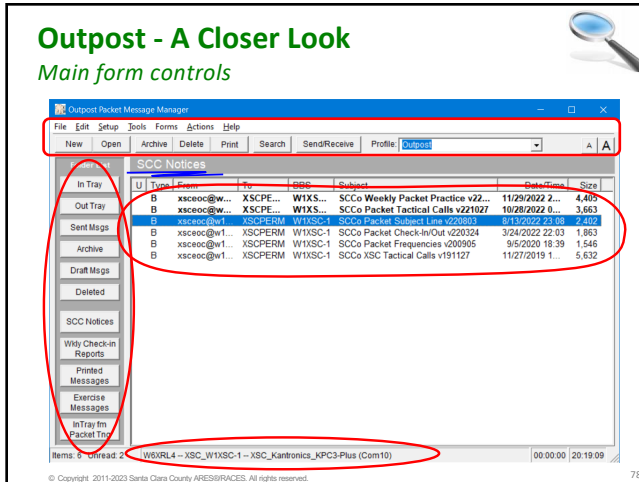 Outpost - A Closer Look
Main form controls
Outpost Packet Message Manager
File Edit Setup Tools Forms Actions Help
New Open Archive Delete Print Search Send/Receive Profile: Outpost A A
Folder List SCC Notices
U Type From To BBS Subject Date/Time Size
B xsceoc@w... XSCPE... W1XS... SCCo Weekly Packet Practice v22... 11/29/2022 2... 4,405
B xsceoc@w... XSCPE... W1XS... SCCo Packet Tactical Calls v221027 10/28/2022 0... 3,663
B xsceoc@w1... XSCPERM W1XSC-1 SCCo Packet Subject Line v220803 8/13/2022 23:08 2,402
B xsceoc@w1... XSCPERM W1XSC-1 SCCo Packet Check-In/Out v220324 3/24/2022 22:03 1,863
B xsceoc@w1... XSCPERM W1XSC-1 SCCo Packet Frequencies v200905 9/5/2020 18:39 1,546
B xsceoc@w1... XSCPERM W1XSC-1 SCCo XSC Tactical Calls v191127 11/27/2019 1... 5,632
In Tray
Out Tray
Sent Msgs
Archive
Draft Msgs
Deleted
SCC Notices
Wkly Check-in
Reports
Printed
Messages
Exercise
Messages
InTray fm
Packet Tng
Items: 6 Unread: 2 W6XRL4 -- XSC_W1XSC-1 -- XSC_Kantronics_KPC3-Plus (Com10) 00:00:00 20:19:09
© Copyright 2011-2023 Santa Clara County ARES®/RACES. All rights reserved.
78